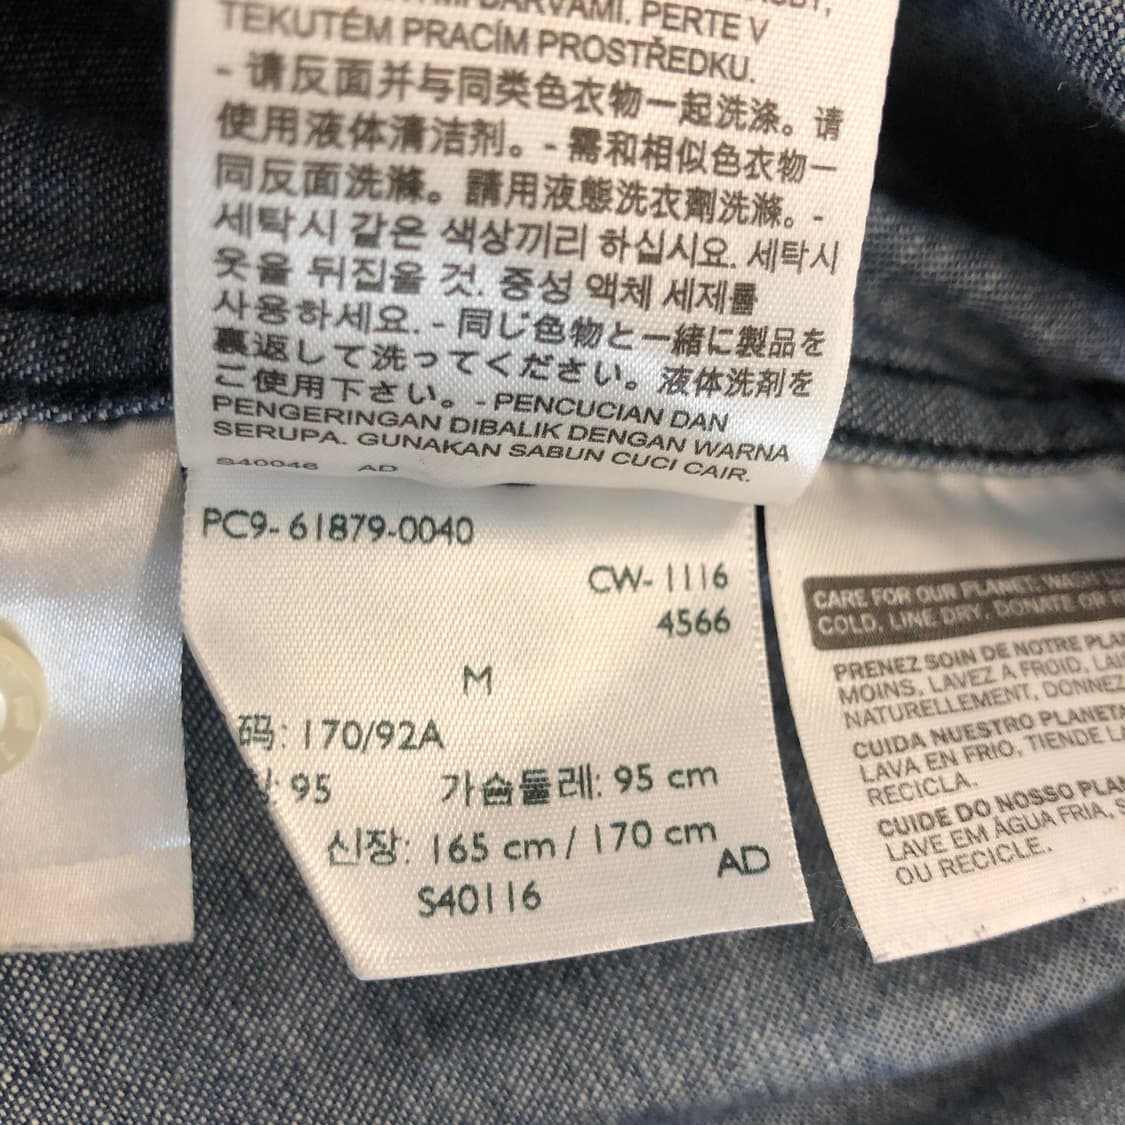 DARVAMI. PERTE V
TEKUTÉM PRACÍM PROSTŘEDKU.
- 请反面并与同类色衣物一起洗涤。请
使用液体清洁剂。- 需和相似色衣物一
同反面洗滌。請用液態洗衣劑洗滌。-
세탁시 같은 색상끼리 하십시요. 세탁시
옷을 뒤집을 것. 중성 액체 세제를
사용하세요. - 同じ色物と一緒に製品を
裏返して洗ってください。液体洗剤を
ご使用下さい。- PENCUCIAN DAN
PENGERINGAN DIBALIK DENGAN WARNA
SERUPA. GUNAKAN SABUN CUCI CAIR.
S40046 AD
PC9-61879-0040
CW-1116
4566
M
码: 170/92A
: 95 가슴둘레: 95 cm
신장: 165 cm / 170 cm
AD
S40116
CARE FOR OUR PLANET: WASH
COLD, LINE DRY, DONATE OR
PRENEZ SOIN DE NOTRE
MOINS, LAVEZ A FROID,
NATURELLEMENT, DONNEZ
CUIDA NUESTRO PLANETA
LAVA EN FRIO, TIENDE
RECICLA.
CUIDE DO NOSSO
LAVE EM ÁGUA FRIA,
OU RECICLE.